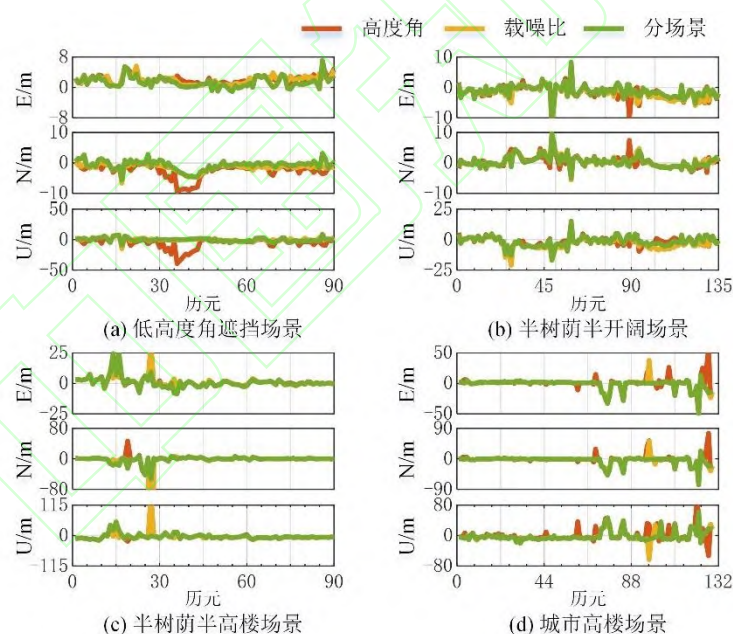 高度角 载噪比 分场景
8
E/m 0
-8
10
N/m 0
-10
50
U/m 0
-50
0 30 60 90
历元
(a) 低高度角遮挡场景
10
E/m 0
-10
10
N/m 0
-10
25
U/m 0
-25
0 45 90 135
历元
(b) 半树荫半开阔场景
25
E/m 0
-25
80
N/m 0
-80
115
U/m 0
-115
0 30 60 90
历元
(c) 半树荫半高楼场景
50
E/m 0
-50
90
N/m 0
-90
80
U/m 0
-80
0 44 88 132
历元
(d) 城市高楼场景